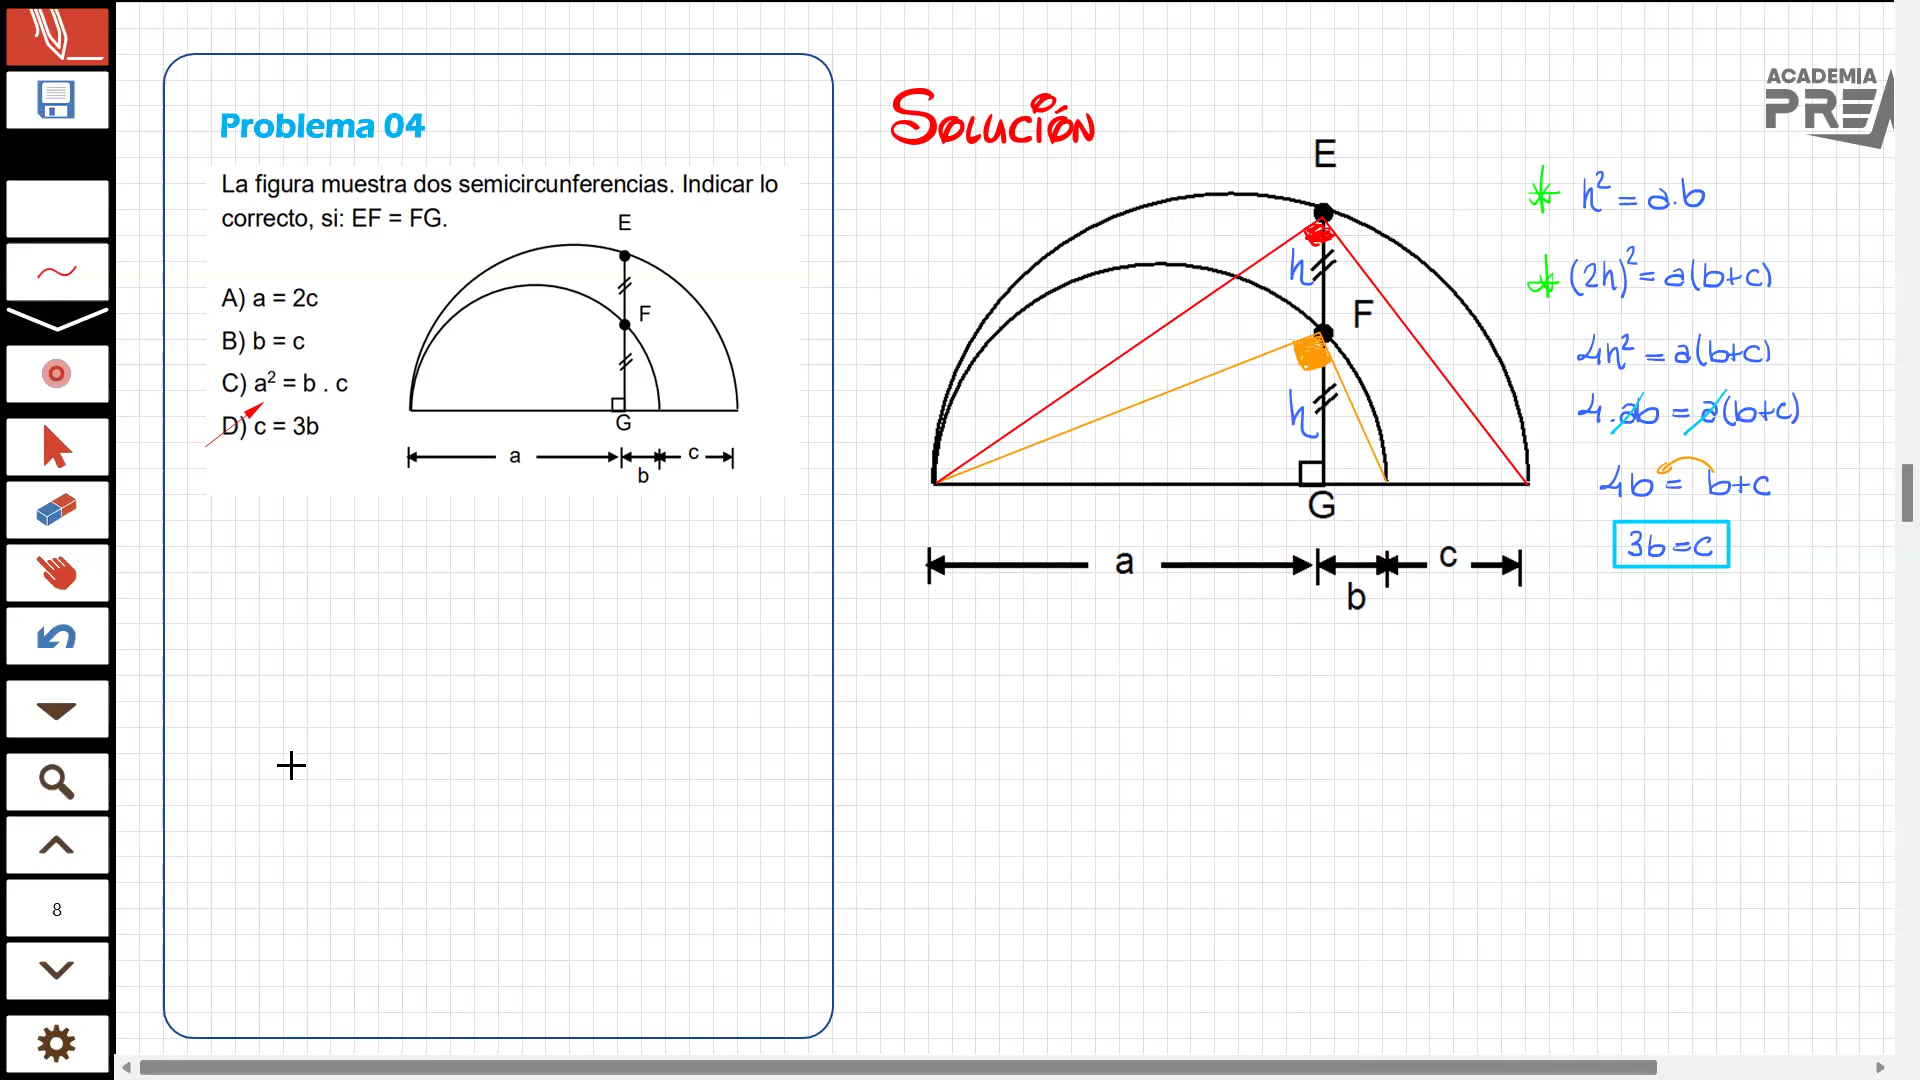 Problema 04
La figura muestra dos semicircunferencias. Indicar lo
correcto, si: EF = FG.
A) a = 2c
B) b = c
C) a² = b . c
D) c = 3b
E
F
G
a
b
c
Solución
E
h
F
h
G
a
b
c
h² = a.b
(2h)² = a(b+c)
4h² = a(b+c)
4.ab = a(b+c)
4b = b+c
3b=c
ACADEMIA
PRE
8